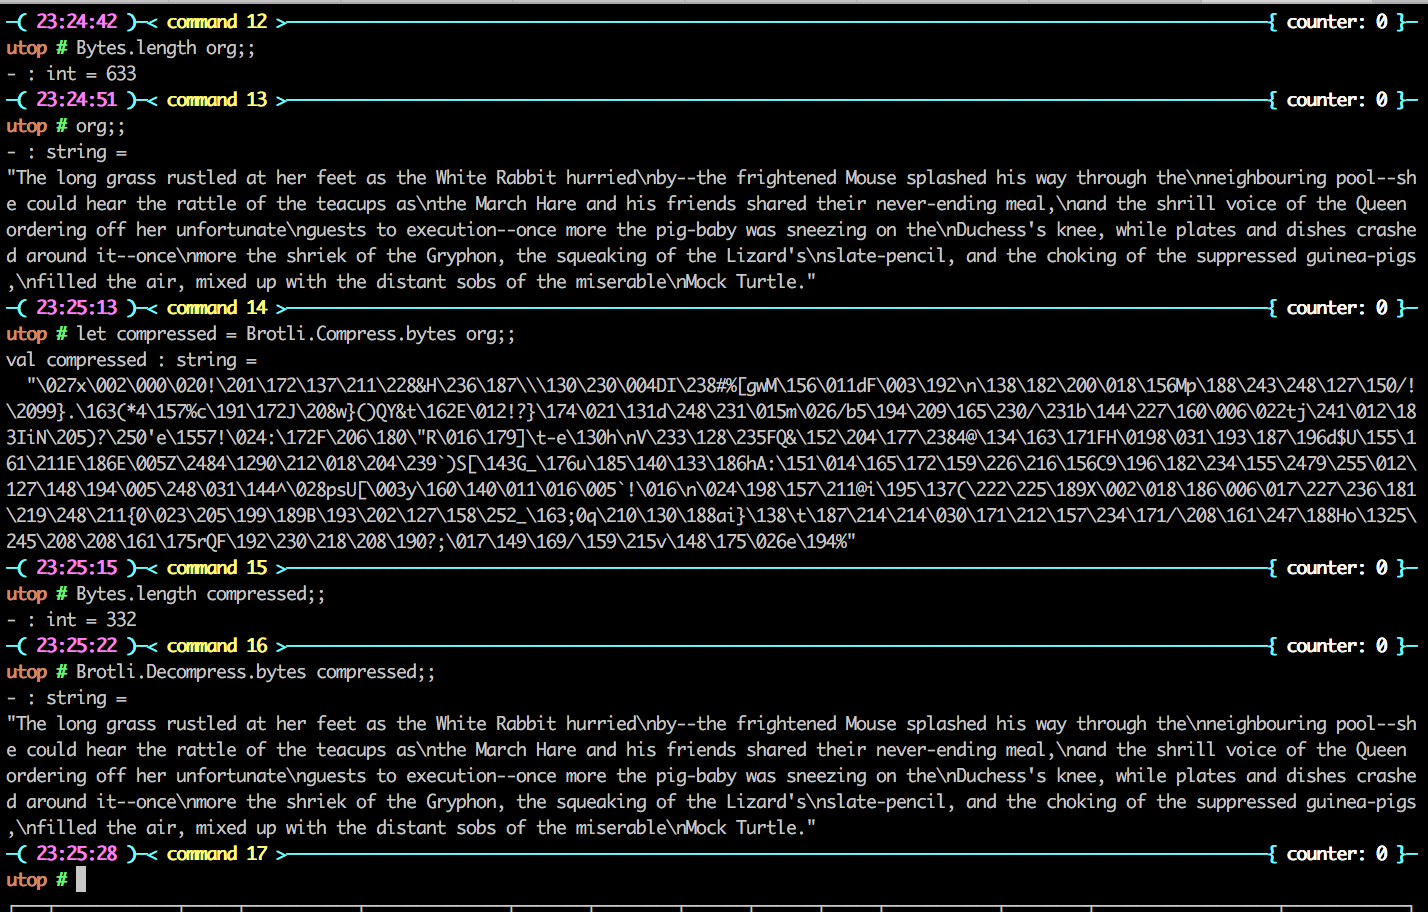 ─( 23:24:42 )─< command 12 >─{ counter: 0 }─
utop # Bytes.length org;;
- : int = 633
─( 23:24:51 )─< command 13 >─{ counter: 0 }─
utop # org;;
- : string =
"The long grass rustled at her feet as the White Rabbit hurried\nby--the frightened Mouse splashed his way through the\nneighbouring pool--sh
e could hear the rattle of the teacups as\nthe March Hare and his friends shared their never-ending meal,\nand the shrill voice of the Queen
ordering off her unfortunate\nguests to execution--once more the pig-baby was sneezing on the\nDuchess's knee, while plates and dishes crashe
d around it--once\nmore the shriek of the Gryphon, the squeaking of the Lizard's\nslate-pencil, and the choking of the suppressed guinea-pigs
,\nfilled the air, mixed up with the distant sobs of the miserable\nMock Turtle."
─( 23:25:13 )─< command 14 >─{ counter: 0 }─
utop # let compressed = Brotli.Compress.bytes org;;
val compressed : string =
"\027x\002\000\020!\201\172\137\211\228&H\236\187\\\130\230\004DI\238#%[gwM\156\011dF\003\192\n\138\182\200\018\156Mp\188\243\248\127\150/!
\2099}.\163(*4\157%c\191\172J\208w}()QY&t\162E\012!?}\174\021\131d\248\231\015m\026/b5\194\209\165\230/\231b\144\227\160\006\022tj\241\012\18
3IiN\205)?\250'e\1557!\024:\172F\206\180\"R\016\179]\t-e\130h\nV\233\128\235FQ&\152\204\177\2384@\134\163\171FH\0198\031\193\187\196d$U\155\1
61\211E\186E\005Z\2484\1290\212\018\204\239`)S[\143G_\176u\185\140\133\186hA:\151\014\165\172\159\226\216\156C9\196\182\234\155\2479\255\012\
127\148\194\005\248\031\144^\028psU[\003y\160\140\011\016\005`!\016\n\024\198\157\211@i\195\137(\222\225\189X\002\018\186\006\017\227\236\181
\219\248\211{0\023\205\199\189B\193\202\127\158\252_\163;0q\210\130\188ai}\138\t\187\214\214\030\171\212\157\234\171/\208\161\247\188Ho\1325\
245\208\208\161\175rQF\192\230\218\208\190?;\017\149\169/\159\215v\148\175\026e\194%"
─( 23:25:15 )─< command 15 >─{ counter: 0 }─
utop # Bytes.length compressed;;
- : int = 332
─( 23:25:22 )─< command 16 >─{ counter: 0 }─
utop # Brotli.Decompress.bytes compressed;;
- : string =
"The long grass rustled at her feet as the White Rabbit hurried\nby--the frightened Mouse splashed his way through the\nneighbouring pool--sh
e could hear the rattle of the teacups as\nthe March Hare and his friends shared their never-ending meal,\nand the shrill voice of the Queen
ordering off her unfortunate\nguests to execution--once more the pig-baby was sneezing on the\nDuchess's knee, while plates and dishes crashe
d around it--once\nmore the shriek of the Gryphon, the squeaking of the Lizard's\nslate-pencil, and the choking of the suppressed guinea-pigs
,\nfilled the air, mixed up with the distant sobs of the miserable\nMock Turtle."
─( 23:25:28 )─< command 17 >─{ counter: 0 }─
utop #